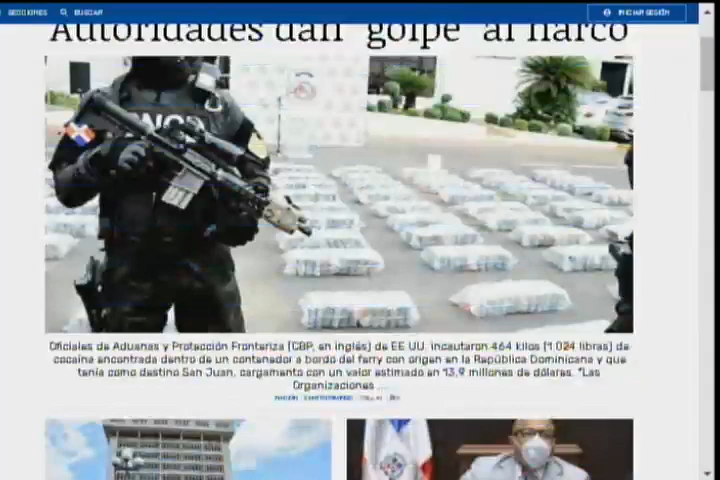 SECCIONES BUSCAR INICIAR SESIÓN
Autoridades dan "golpe" al narco
Oficiales de Aduanas y Protección Fronteriza (CBP, en inglés) de EE UU. incautaron 464 kilos (1.024 libras) de
cocaína encontrada dentro de un contenedor a bordo del ferry con origen en la República Dominicana y que
tenía como destino San Juan, cargamento con un valor estimado en 13,9 millones de dólares. "Las
Organizaciones ...